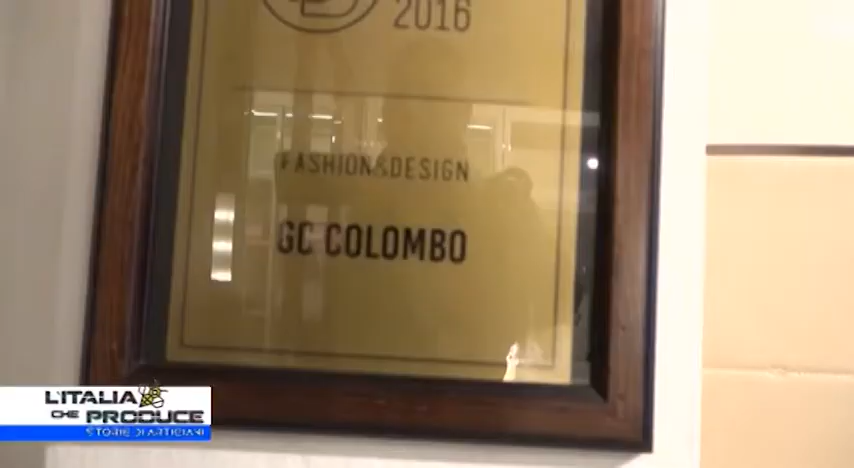 2016
FASHION&DESIGN
GC COLOMBO
L'ITALIA
CHE PRODUCE
STORIE DI ARTIGIANI